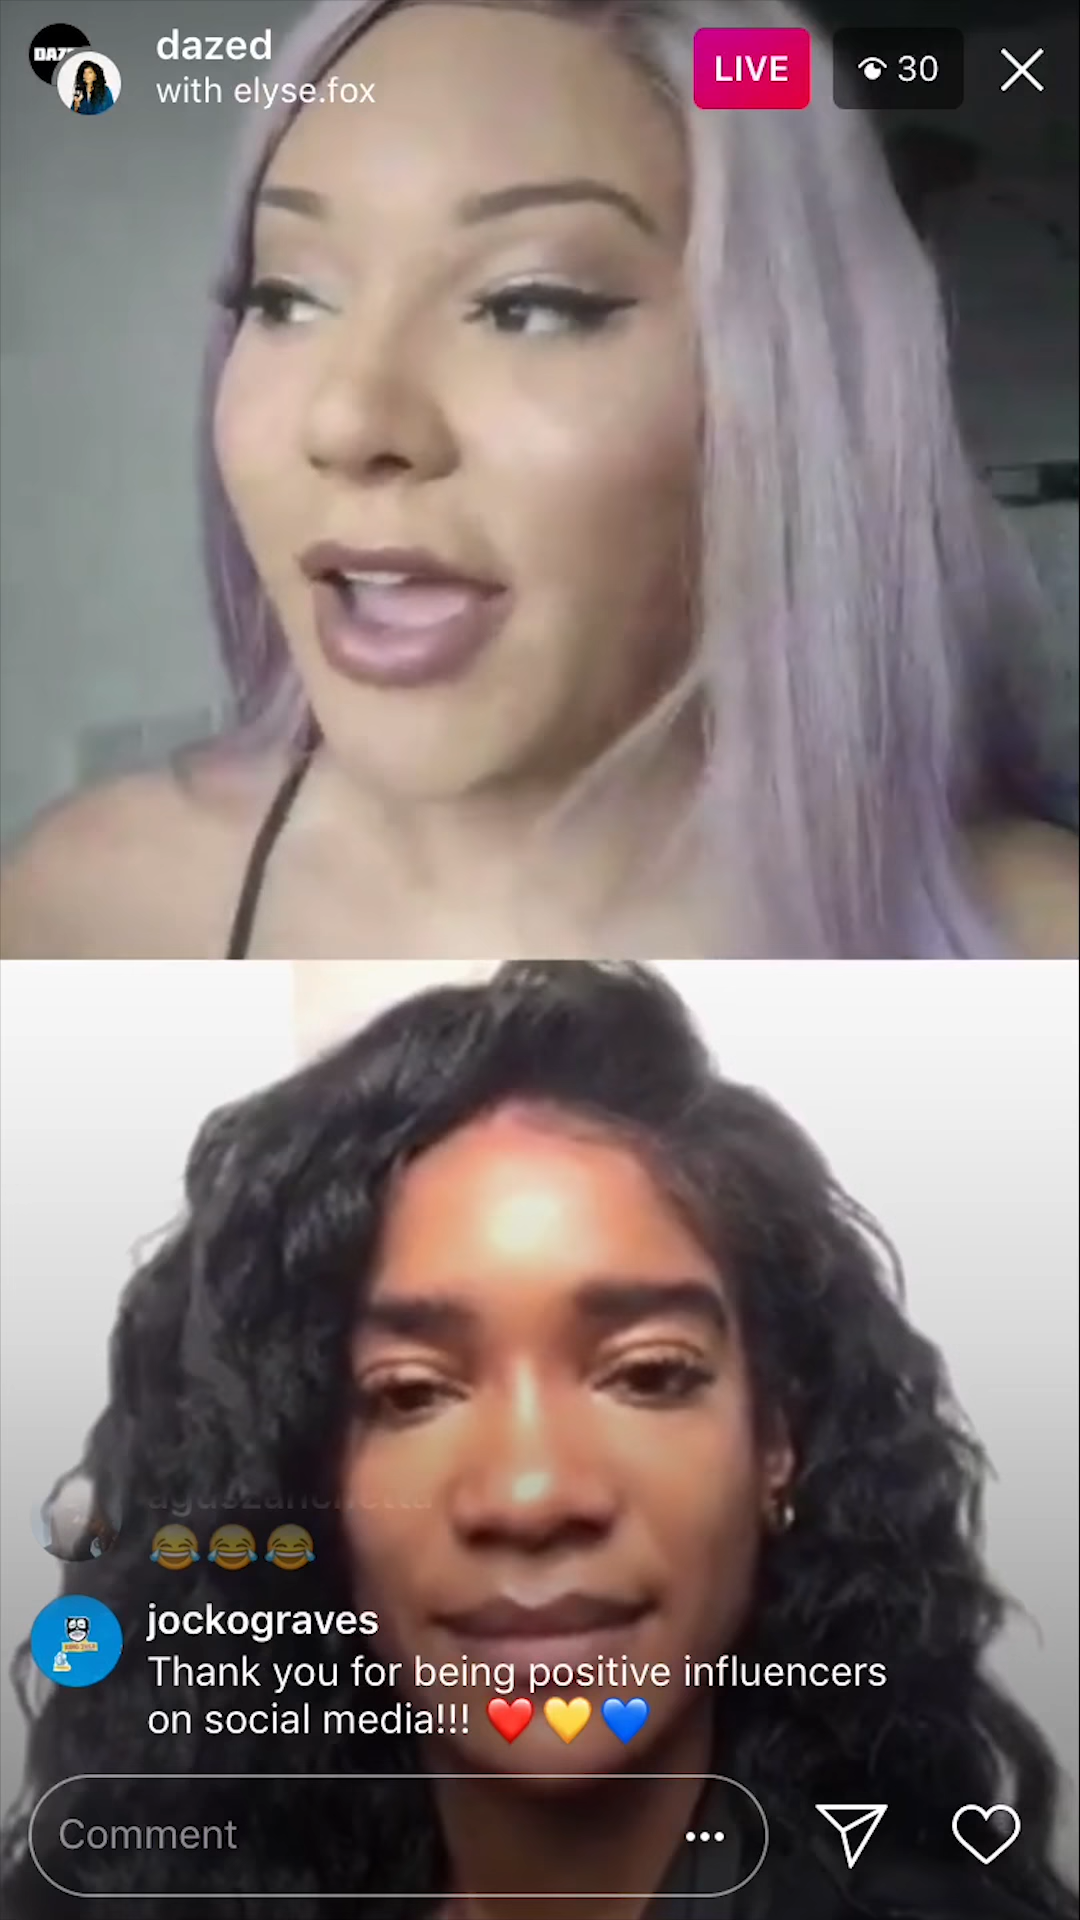 dazed
with elyse.fox
LIVE
30
😂😂😂
jockograves
Thank you for being positive influencers
on social media!!! ❤️💛💙
Comment